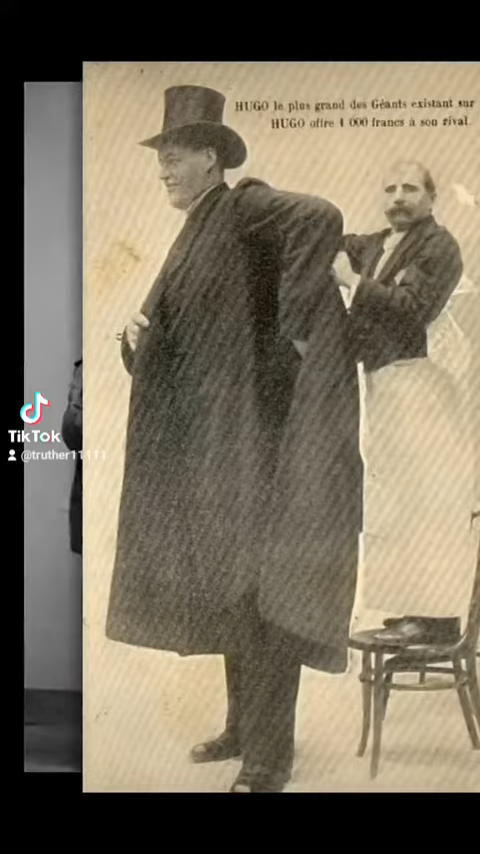 HUGO le plus grand des Géants existant sur
HUGO offre 1 000 francs à son rival.
TikTok
@truther11111